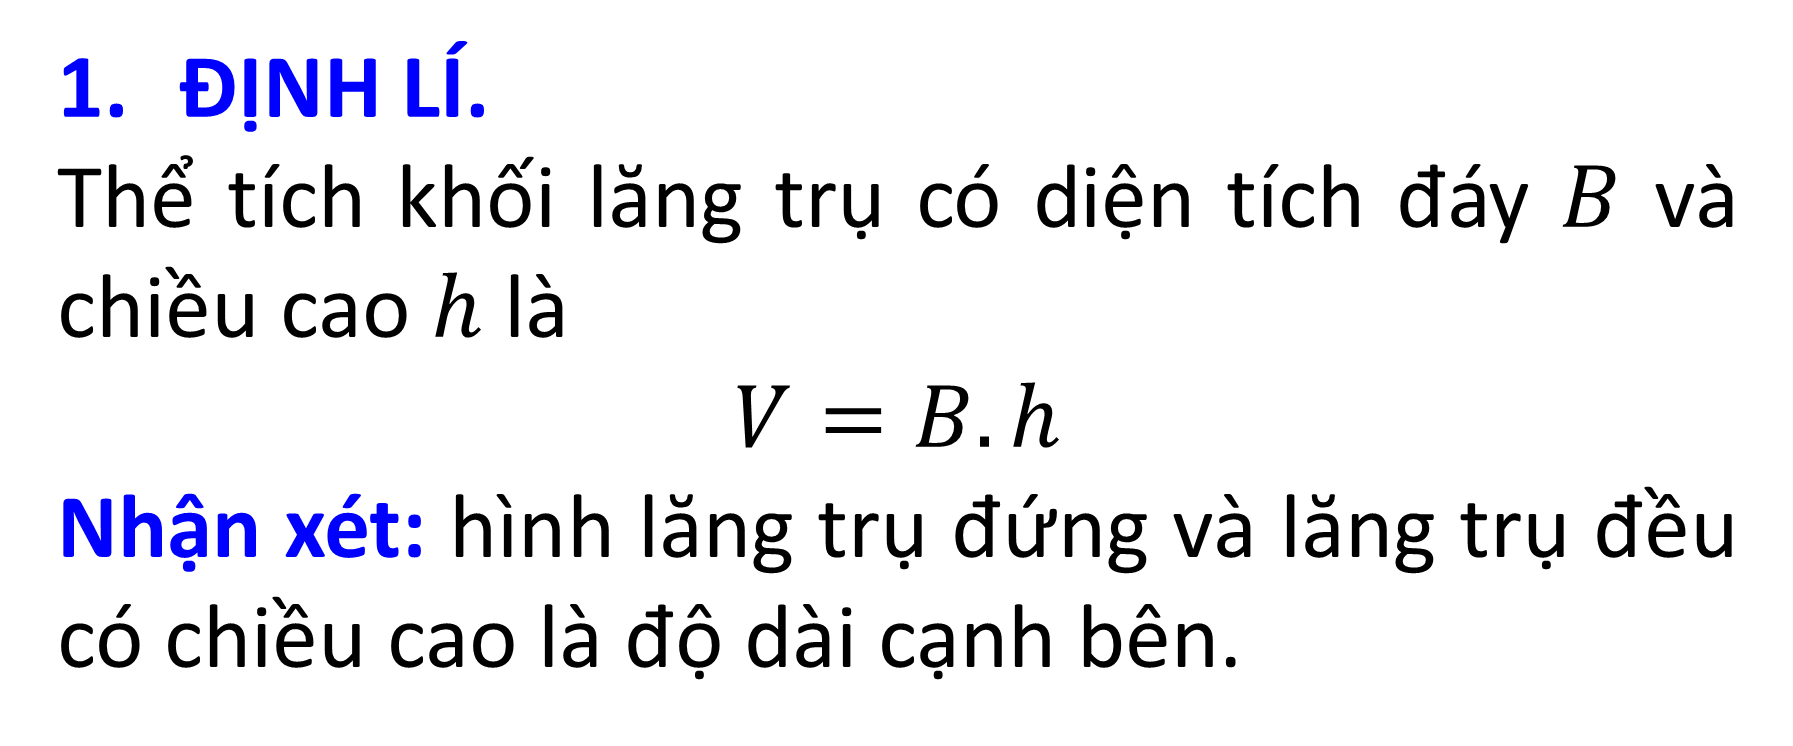 1. ĐỊNH LÍ.
Thể tích khối lăng trụ có diện tích đáy B và
chiều cao h là
V = B.h
Nhận xét: hình lăng trụ đứng và lăng trụ đều
có chiều cao là độ dài cạnh bên.